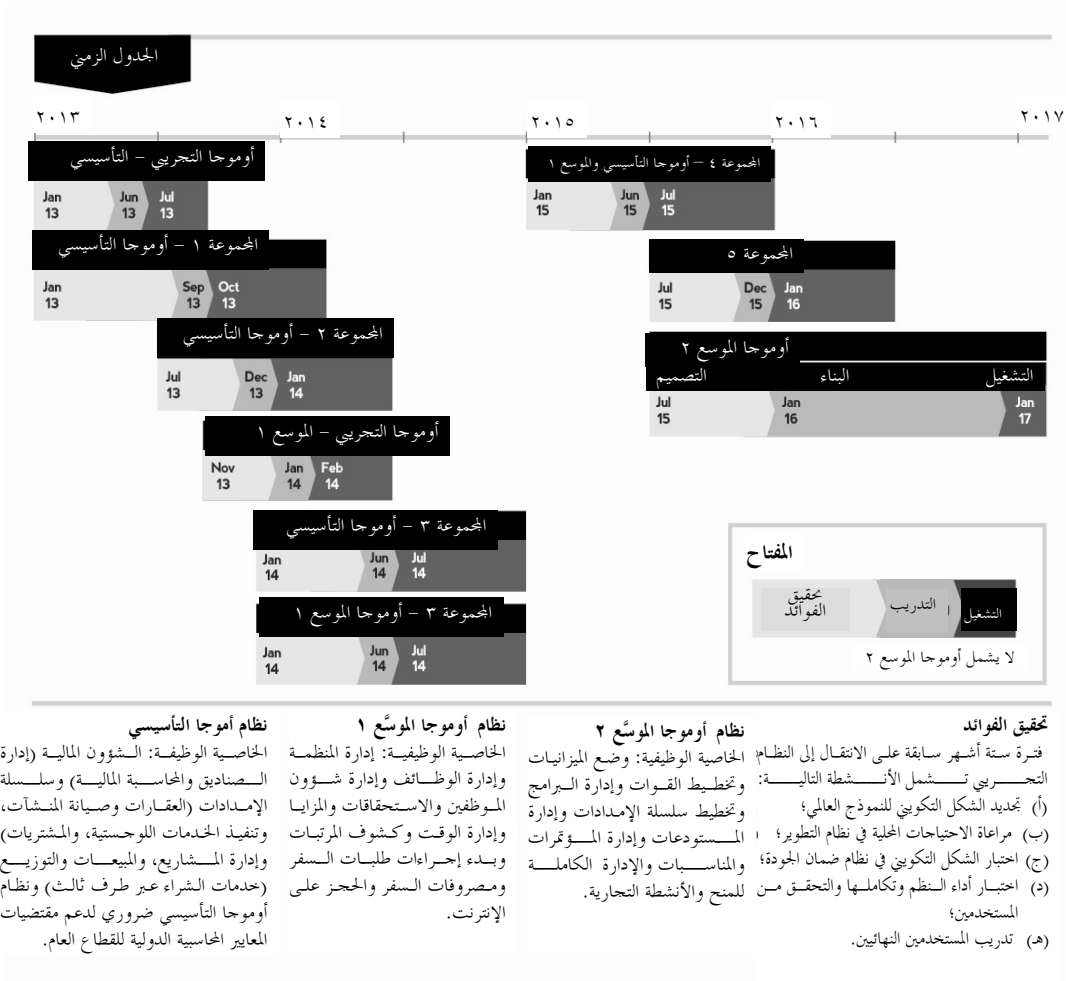 الجدول الزمني
٢٠١٣
٢٠١٤
٢٠١٥
٢٠١٦
٢٠١٧
أوموجا التجريبي – التأسيسي
Jan 13
Jun 13
Jul 13
المجموعة ١ – أوموجا التأسيسي
Jan 13
Sep 13
Oct 13
المجموعة ٢ – أوموجا التأسيسي
Jul 13
Dec 13
Jan 14
أوموجا التجريبي – الموسع ١
Nov 13
Jan 14
Feb 14
المجموعة ٣ – أوموجا التأسيسي
Jan 14
Jun 14
Jul 14
المجموعة ٣ – أوموجا الموسع ١
Jan 14
Jun 14
Jul 14
المجموعة ٤ – أوموجا التأسيسي والموسع ١
Jan 15
Jun 15
Jul 15
المجموعة ٥
Jul 15
Dec 15
Jan 16
أوموجا الموسع ٢
التصميم
البناء
التشغيل
Jul 15
Jan 16
Jan 17
المفتاح
تحقيق الفوائد
التدريب
التشغيل
لا يشمل أوموجا الموسع ٢
تحقيق الفوائد
فترة ستة أشهر سابقة على الانتقال إلى النظام
التجريبي تشمل الأنشطة التالية:
(أ) تحديد الشكل التكويني للنموذج العالمي؛
(ب) مراعاة الاحتياجات المحلية في نظام التطوير؛
(ج) اختبار الشكل التكويني في نظام ضمان الجودة؛
(د) اختبار أداء النظم وتكاملها والتحقق من
المستخدمين؛
(هـ) تدريب المستخدمين النهائيين.
نظام أوموجا الموسَّع ٢
الخاصية الوظيفية: وضع الميزانيات
وتخطيط القوات وإدارة البرامج
وتخطيط سلسلة الإمدادات وإدارة
المستودعات وإدارة المؤتمرات
والمناسبات والإدارة الكاملة
للمنح والأنشطة التجارية.
نظام أوموجا الموسَّع ١
الخاصية الوظيفية: إدارة المنظمة
وإدارة الوظائف وإدارة شؤون
الموظفين والاستحقاقات والمزايا
وإدارة الوقت وكشوف المرتبات
وبدء إجراءات طلبات السفر
ومصروفات السفر والحجز على
الإنترنت.
نظام أموجا التأسيسي
الخاصية الوظيفة: الشؤون المالية (إدارة
الصناديق والمحاسبة المالية) وسلسلة
الإمدادات (العقارات وصيانة المنشآت،
وتنفيذ الخدمات اللوجستية، والمشتريات)
وإدارة المشاريع، والمبيعات والتوزيع
(خدمات الشراء عبر طرف ثالث) ونظام
أوموجا التأسيسي ضروري لدعم مقتضيات
المعايير المحاسبية الدولية للقطاع العام.